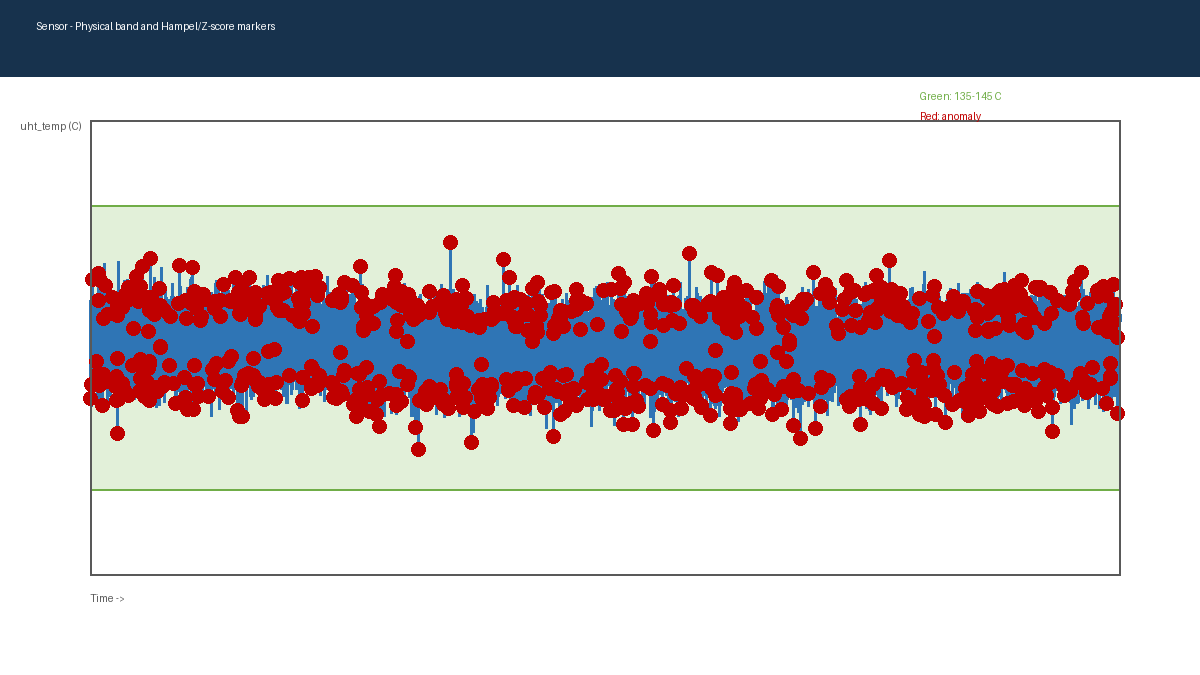 Sensor - Physical band and Hampel/Z-score markers
Green: 135-145 C
Red: anomaly
uht_temp (C)
Time ->